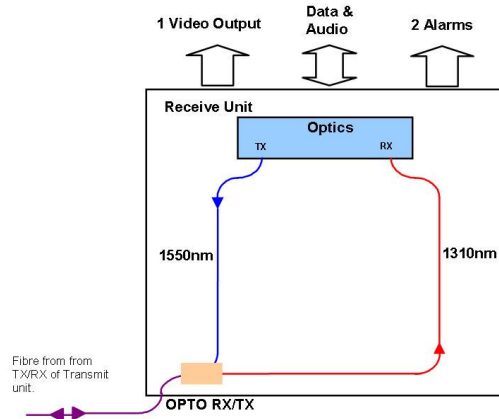 1 Video Output
Data &
Audio
2 Alarms
Receive Unit
Optics
TX
RX
1550nm
1310nm
Fibre from from
TX/RX of Transmit
unit.
OPTO RX/TX